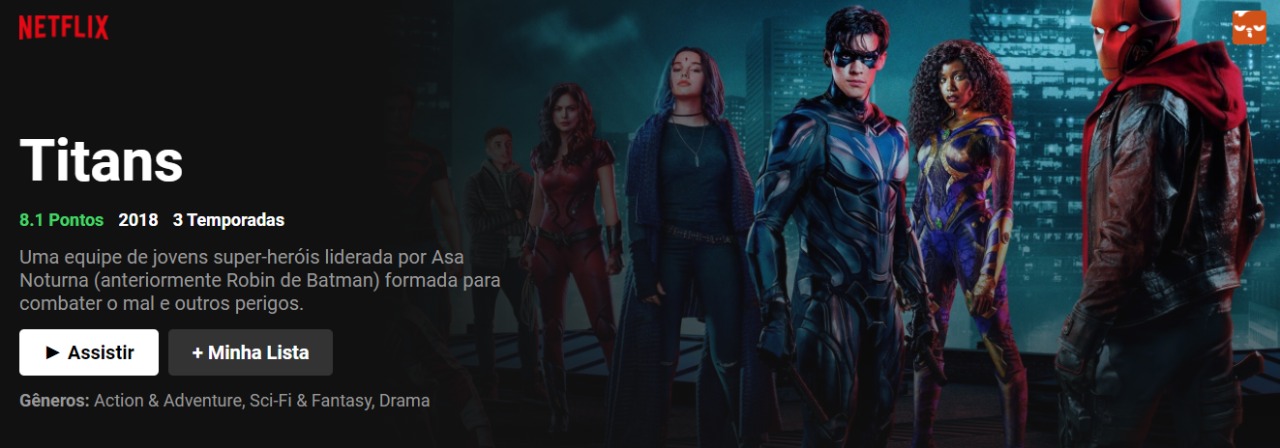 NETFLIX
Titans
8.1 Pontos 2018 3 Temporadas
Uma equipe de jovens super-heróis liderada por Asa
Noturna (anteriormente Robin de Batman) formada para
combater o mal e outros perigos.
► Assistir + Minha Lista
Gêneros: Action & Adventure, Sci-Fi & Fantasy, Drama